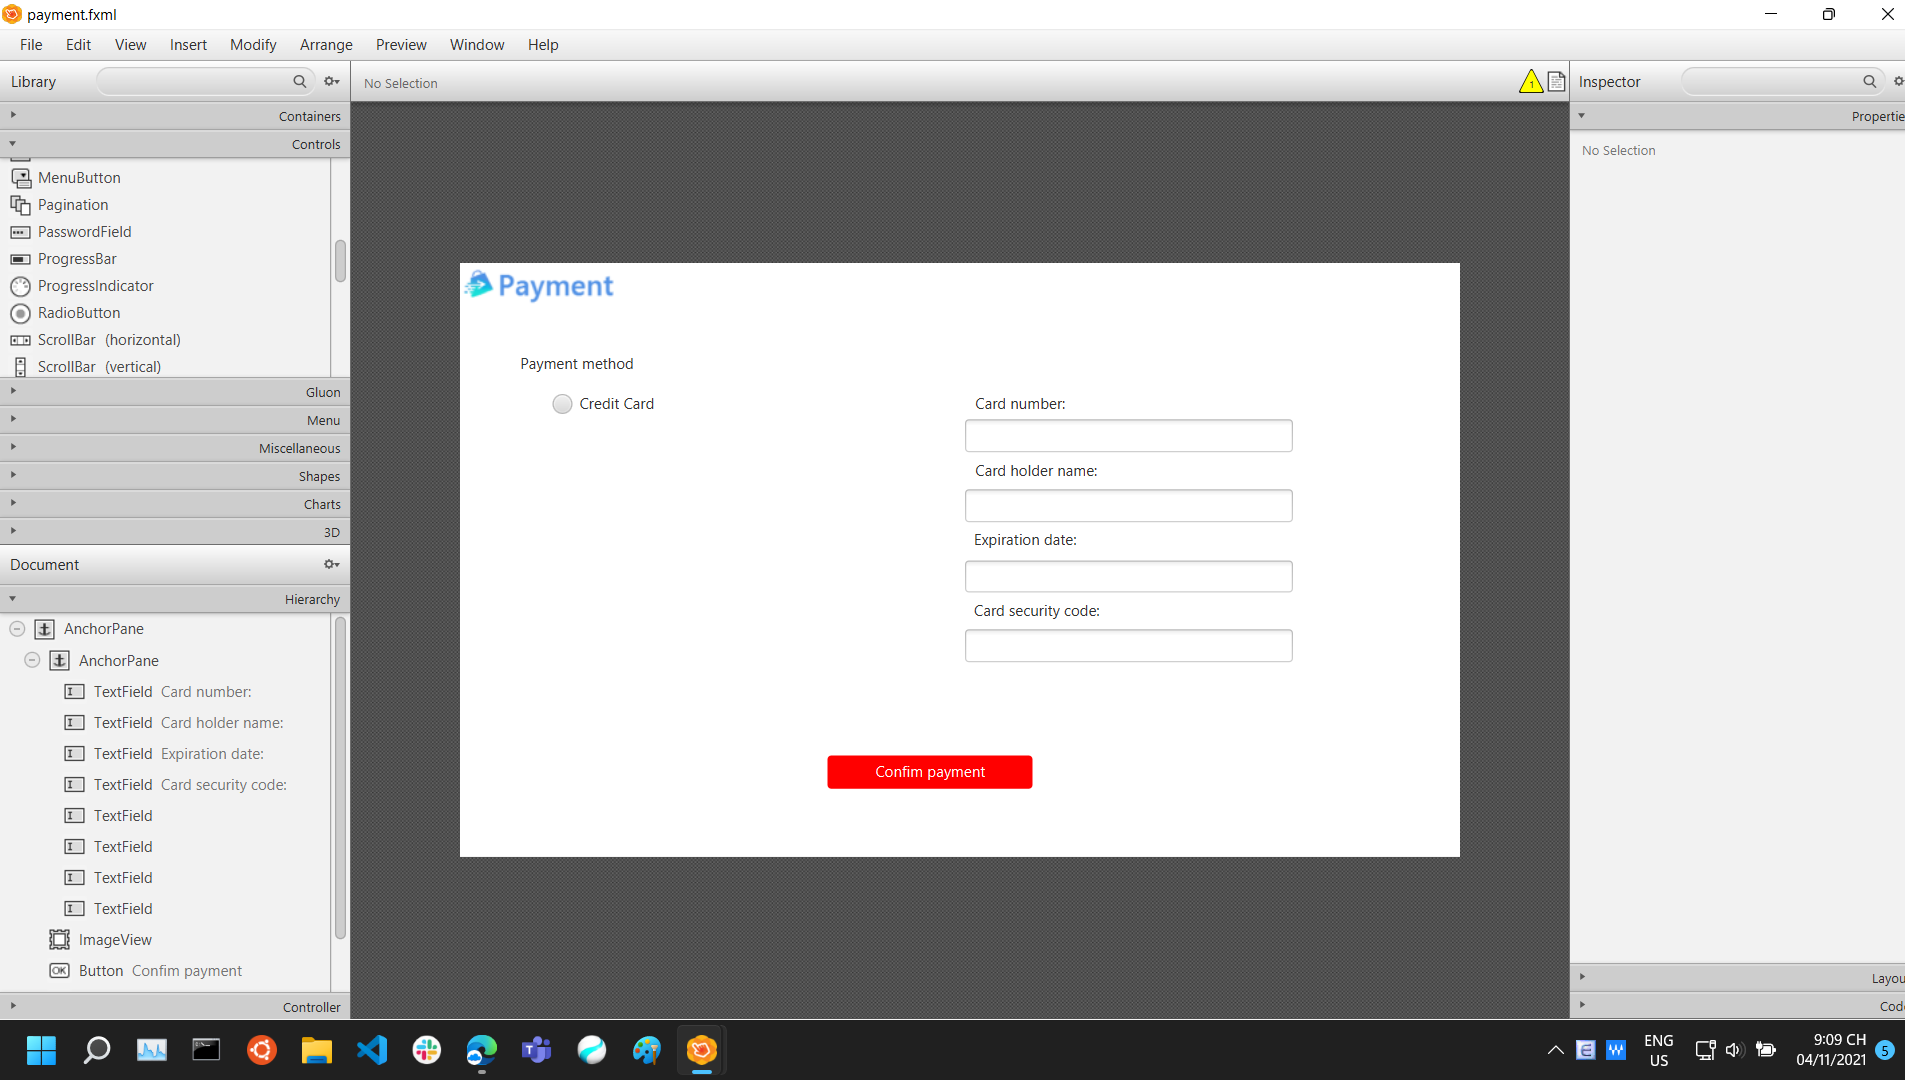 payment.fxml
File Edit View Insert Modify Arrange Preview Window Help
Library
No Selection
1
Inspector
Containers
Propertie
Controls
No Selection
MenuButton
Pagination
PasswordField
ProgressBar
ProgressIndicator
RadioButton
ScrollBar (horizontal)
ScrollBar (vertical)
Gluon
Menu
Miscellaneous
Shapes
Charts
3D
Payment
Payment method
Credit Card
Card number:
Card holder name:
Expiration date:
Card security code:
Confim payment
Document
Hierarchy
AnchorPane
AnchorPane
TextField Card number:
TextField Card holder name:
TextField Expiration date:
TextField Card security code:
TextField
TextField
TextField
TextField
ImageView
OK Button Confim payment
Controller
Layou
Cod
ENG
US
9:09 CH
04/11/2021
5